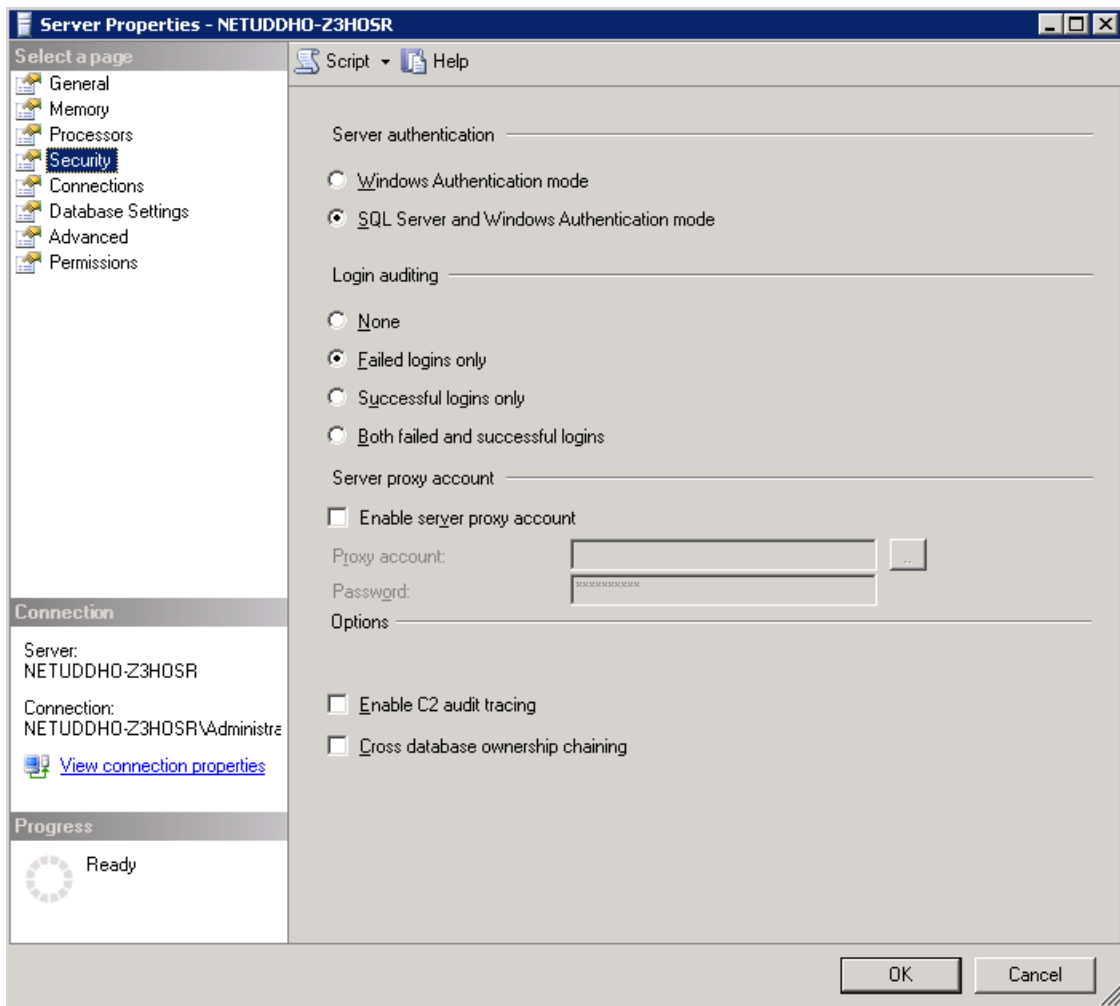 Server Properties - NETUDDHO-Z3HOSR
Select a page
General
Memory
Processors
Security
Connections
Database Settings
Advanced
Permissions
Script Help
Server authentication
Windows Authentication mode
SQL Server and Windows Authentication mode
Login auditing
None
Failed logins only
Successful logins only
Both failed and successful logins
Server proxy account
Enable server proxy account
Proxy account:
..
Password:
**********
Options
Enable C2 audit tracing
Cross database ownership chaining
Connection
Server:
NETUDDHO-Z3HOSR
Connection:
NETUDDHO-Z3HOSR\Administra
View connection properties
Progress
Ready
OK Cancel